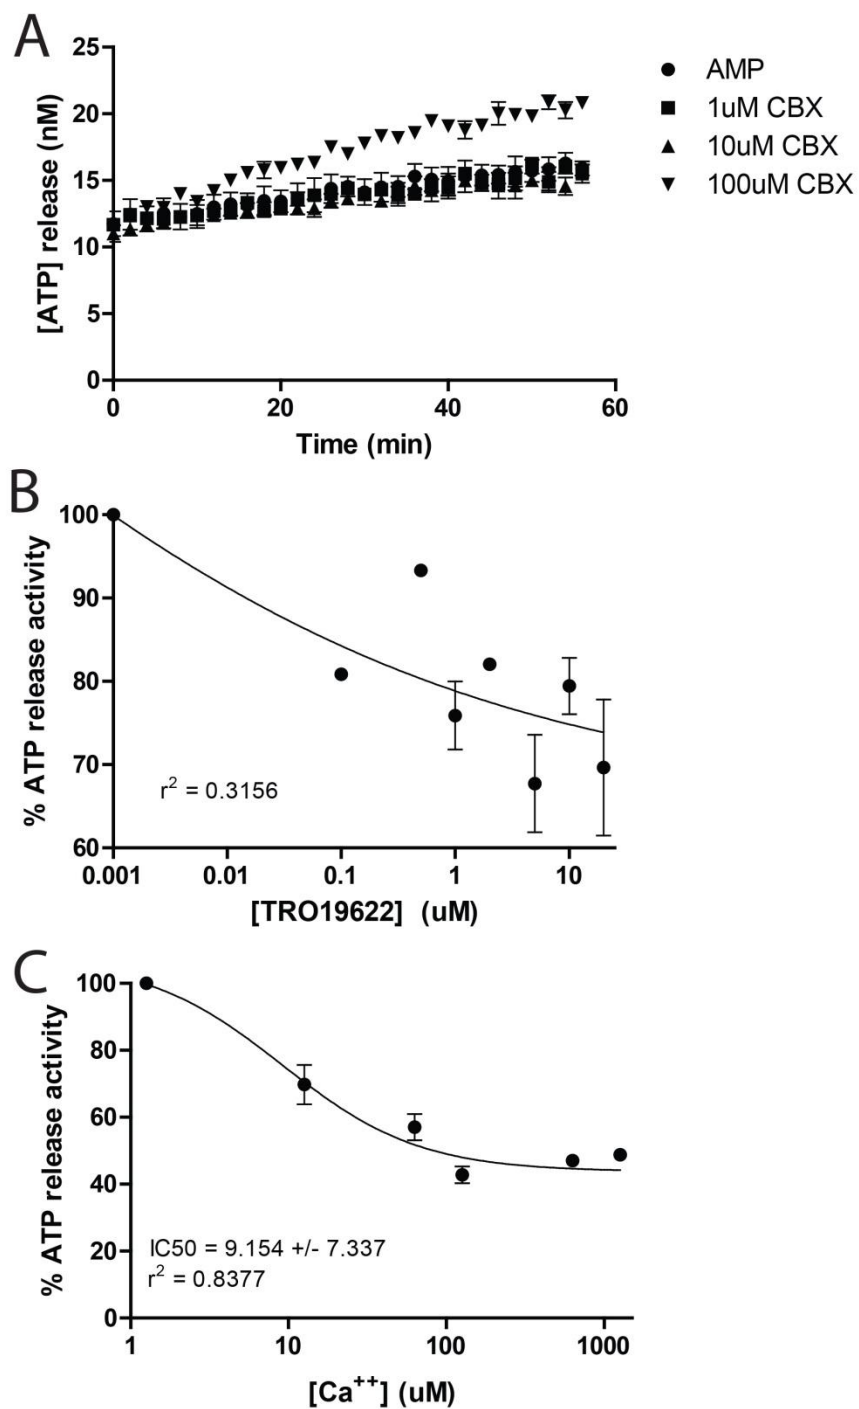 A
25
20
15
10
5
0
[ATP] release (nM)
0 20 40 60
Time (min)
AMP
1uM CBX
10uM CBX
100uM CBX
B
100
90
80
70
60
% ATP release activity
r² = 0.3156
0.001 0.01 0.1 1 10
[TRO19622] (uM)
C
100
80
60
40
20
0
% ATP release activity
IC50 = 9.154 +/- 7.337
r² = 0.8377
1 10 100 1000
[Ca⁺⁺] (uM)